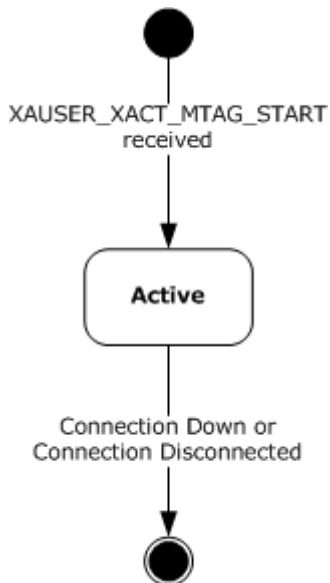 XAUSER_XACT_MTAG_START
received
Active
Connection Down or
Connection Disconnected